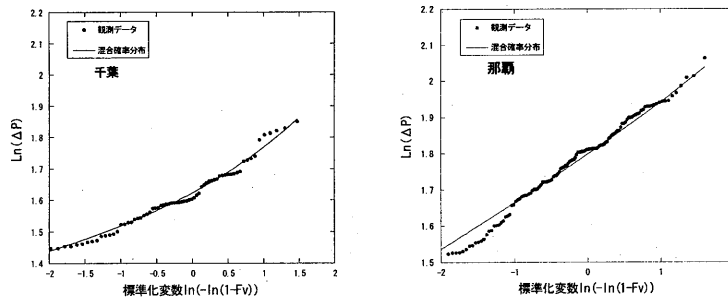 2.2
2.1
2
1.9
1.8
1.7
1.6
1.5
1.4
Ln(ΔP)
観測データ
混合確率分布
千葉
-2 -1.5 -1 -0.5 0 0.5 1 1.5 2
標準化変数ln(-ln(1-Fv))
2.2
2.1
2
1.9
1.8
1.7
1.6
1.5
Ln(ΔP)
観測データ
混合確率分布
那覇
-2 -1 0 1 2
標準化変数ln(-ln(1-Fv))